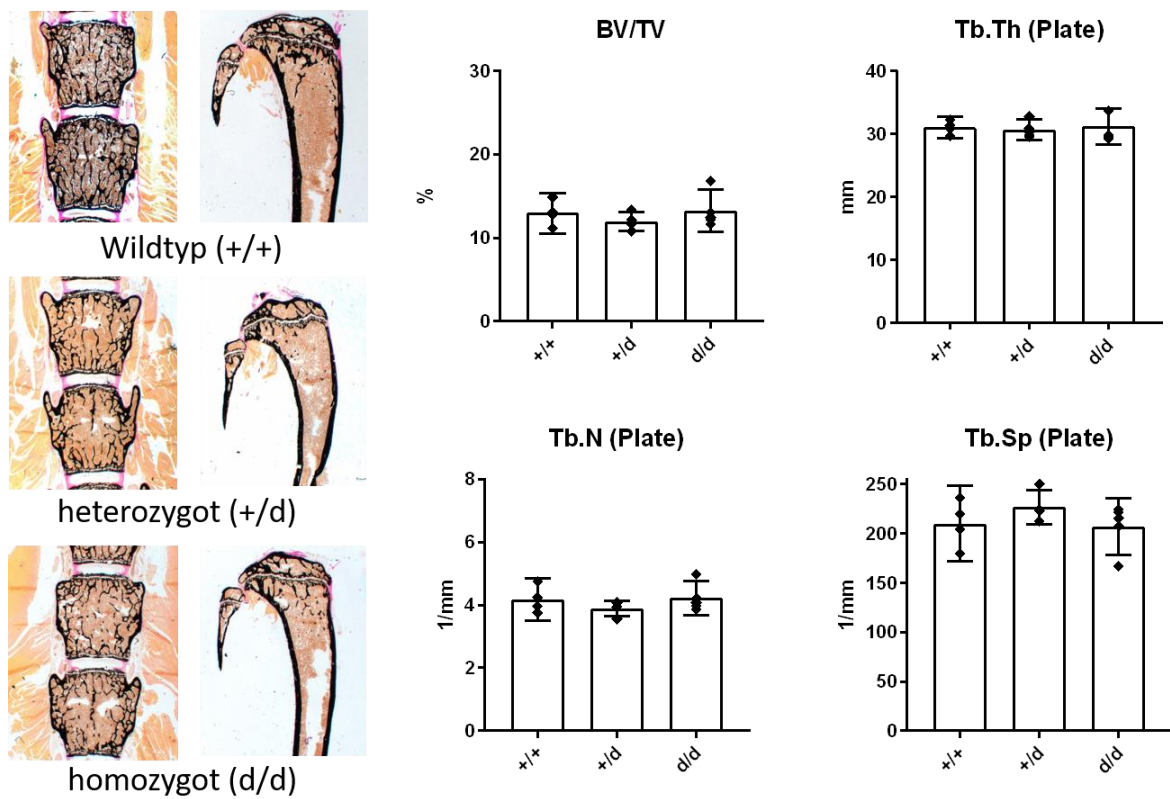 Wildtyp (+/+)
heterozygot (+/d)
homozygot (d/d)
BV/TV
%
30
20
10
0
+/+
+/d
d/d
Tb.Th (Plate)
mm
40
30
20
10
0
+/+
+/d
d/d
Tb.N (Plate)
1/mm
8
6
4
2
0
+/+
+/d
d/d
Tb.Sp (Plate)
1/mm
250
200
150
100
50
0
+/+
+/d
d/d